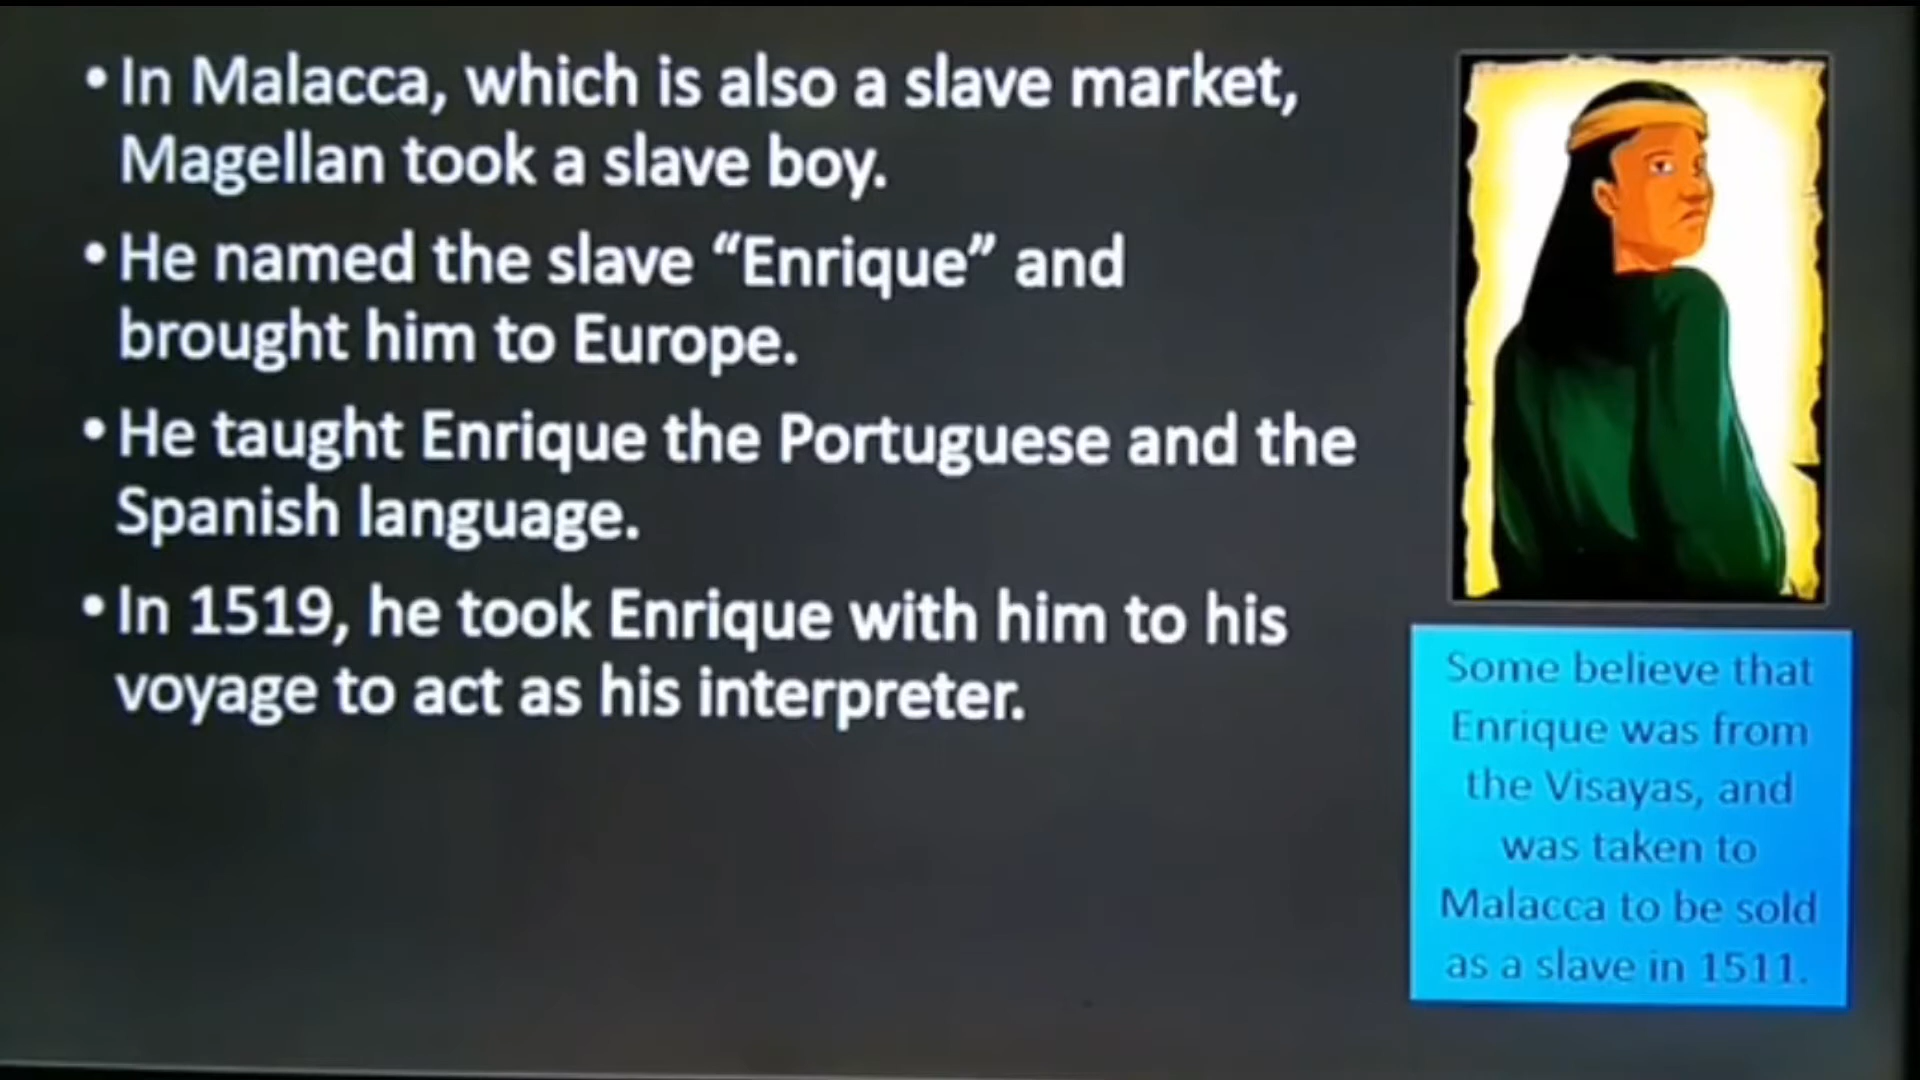 • In Malacca, which is also a slave market,
Magellan took a slave boy.
• He named the slave “Enrique” and
brought him to Europe.
• He taught Enrique the Portuguese and the
Spanish language.
• In 1519, he took Enrique with him to his
voyage to act as his interpreter.
Some believe that
Enrique was from
the Visayas, and
was taken to
Malacca to be sold
as a slave in 1511.